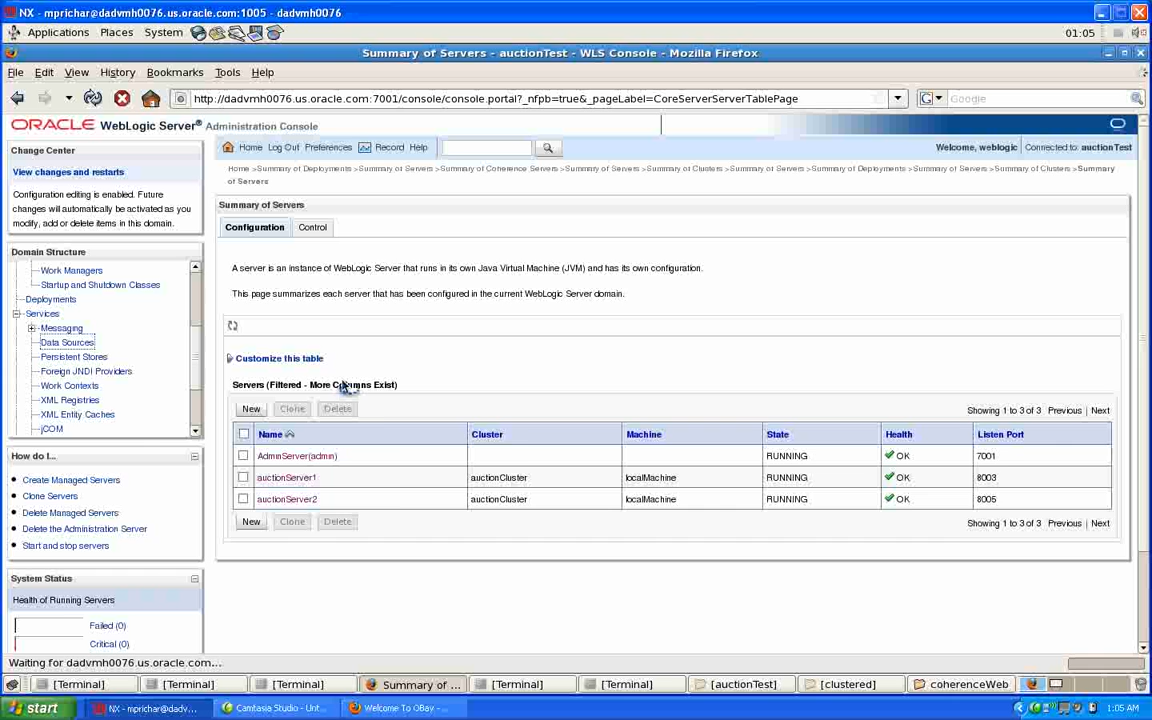 NX - mprichar@dadvmh0076.us.oracle.com:1005 - dadvmh0076
Applications Places System 01:05
Summary of Servers - auctionTest - WLS Console - Mozilla Firefox
File Edit View History Bookmarks Tools Help
http://dadvmh0076.us.oracle.com:7001/console/console.portal?_nfpb=true&_pageLabel=CoreServerServerTablePage
Google
ORACLE WebLogic Server® Administration Console
Change Center
View changes and restarts
Configuration editing is enabled. Future
changes will automatically be activated as you
modify, add or delete items in this domain.
Domain Structure
Work Managers
Startup and Shutdown Classes
Deployments
Services
Messaging
Data Sources
Persistent Stores
Foreign JNDI Providers
Work Contexts
XML Registries
XML Entity Caches
jCOM
How do I...
Create Managed Servers
Clone Servers
Delete Managed Servers
Delete the Administration Server
Start and stop servers
System Status
Health of Running Servers
Failed (0)
Critical (0)
Home Log Out Preferences Record Help
Welcome, weblogic Connected to: auctionTest
Home >Summary of Deployments >Summary of Servers >Summary of Coherence Servers >Summary of Servers >Summary of Clusters >Summary of Servers >Summary of Deployments >Summary of Servers >Summary of Clusters >Summary
of Servers
Summary of Servers
Configuration Control
A server is an instance of WebLogic Server that runs in its own Java Virtual Machine (JVM) and has its own configuration.
This page summarizes each server that has been configured in the current WebLogic Server domain.
Customize this table
Servers (Filtered - More Columns Exist)
New Clone Delete Showing 1 to 3 of 3 Previous | Next
Name Cluster Machine State Health Listen Port
AdminServer(admin) RUNNING OK 7001
auctionServer1 auctionCluster localMachine RUNNING OK 8003
auctionServer2 auctionCluster localMachine RUNNING OK 8005
New Clone Delete Showing 1 to 3 of 3 Previous | Next
Waiting for dadvmh0076.us.oracle.com...
[Terminal] [Terminal] [Terminal] Summary of ... [Terminal] [Terminal] [auctionTest] [clustered] coherenceWeb
start NX - mprichar@dadv... Camtasia Studio - Unt... Welcome To OBay - ... 1:05 AM